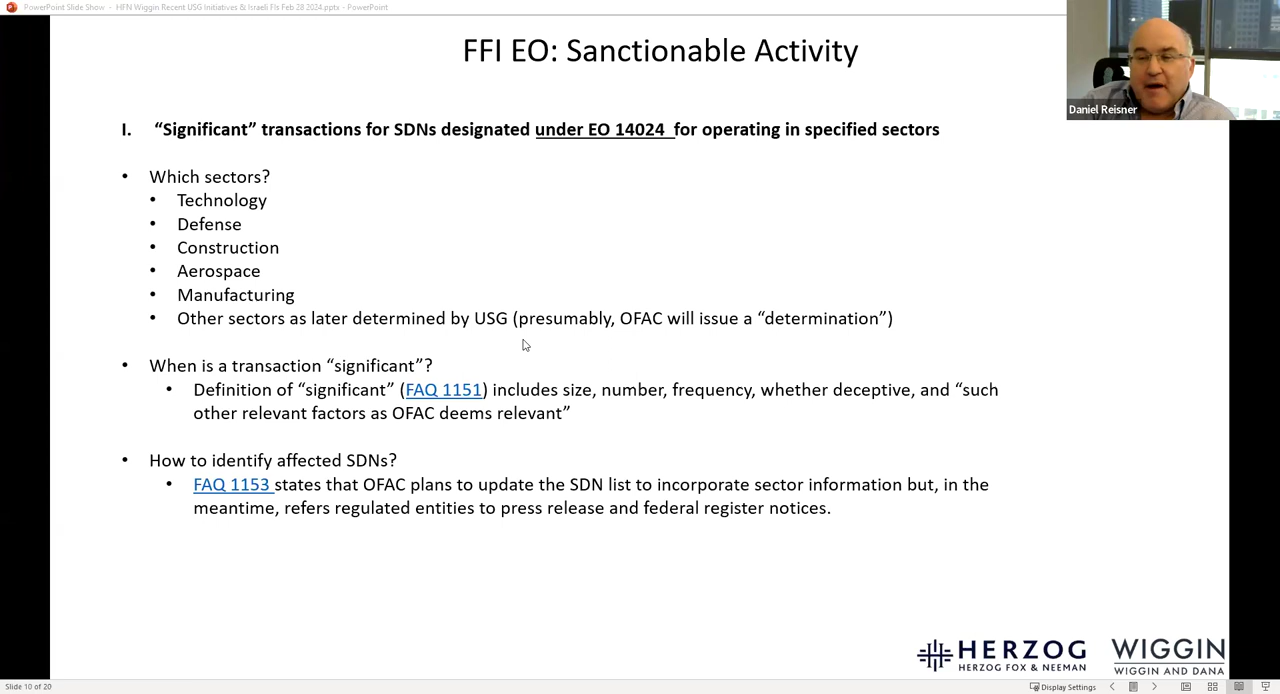 PowerPoint Slide Show - HFN Wiggin Recent USG Initiatives & Israeli FIs Feb 28 2024.pptx - PowerPoint
FFI EO: Sanctionable Activity
Daniel Reisner
I. “Significant” transactions for SDNs designated under EO 14024 for operating in specified sectors
• Which sectors?
• Technology
• Defense
• Construction
• Aerospace
• Manufacturing
• Other sectors as later determined by USG (presumably, OFAC will issue a “determination”)
• When is a transaction “significant”?
• Definition of “significant” (FAQ 1151) includes size, number, frequency, whether deceptive, and “such
other relevant factors as OFAC deems relevant”
• How to identify affected SDNs?
• FAQ 1153 states that OFAC plans to update the SDN list to incorporate sector information but, in the
meantime, refers regulated entities to press release and federal register notices.
HERZOG
HERZOG FOX & NEEMAN
WIGGIN
WIGGIN AND DANA
Slide 10 of 20
Display Settings